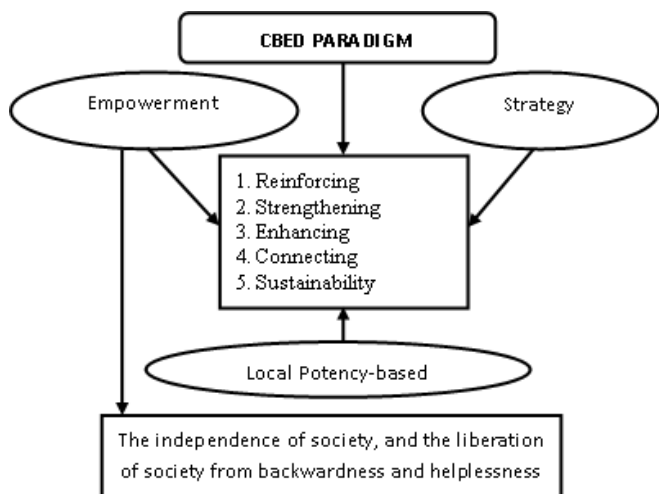 CBED PARADIGM
Empowerment
Strategy
1. Reinforcing
2. Strengthening
3. Enhancing
4. Connecting
5. Sustainability
Local Potency-based
The independence of society, and the liberation
of society from backwardness and helplessness